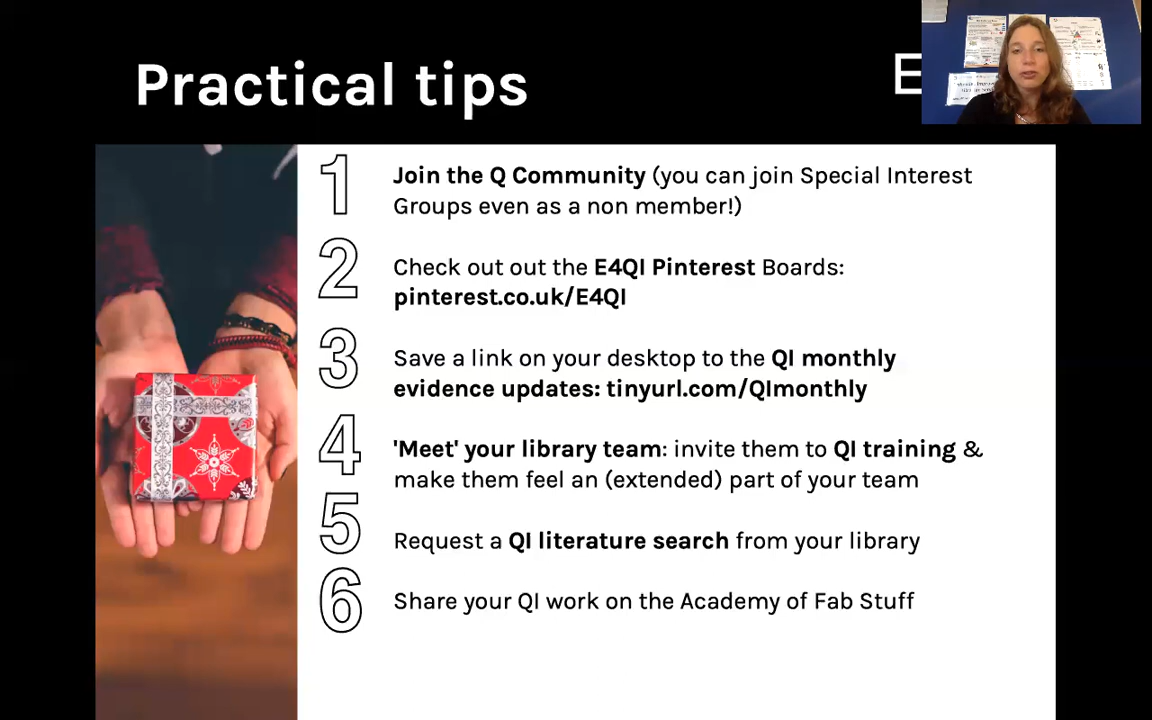 Practical tips
E
1
Join the Q Community (you can join Special Interest
Groups even as a non member!)
2
Check out out the E4QI Pinterest Boards:
pinterest.co.uk/E4QI
3
Save a link on your desktop to the QI monthly
evidence updates: tinyurl.com/QImonthly
4
'Meet' your library team: invite them to QI training &
make them feel an (extended) part of your team
5
Request a QI literature search from your library
6
Share your QI work on the Academy of Fab Stuff